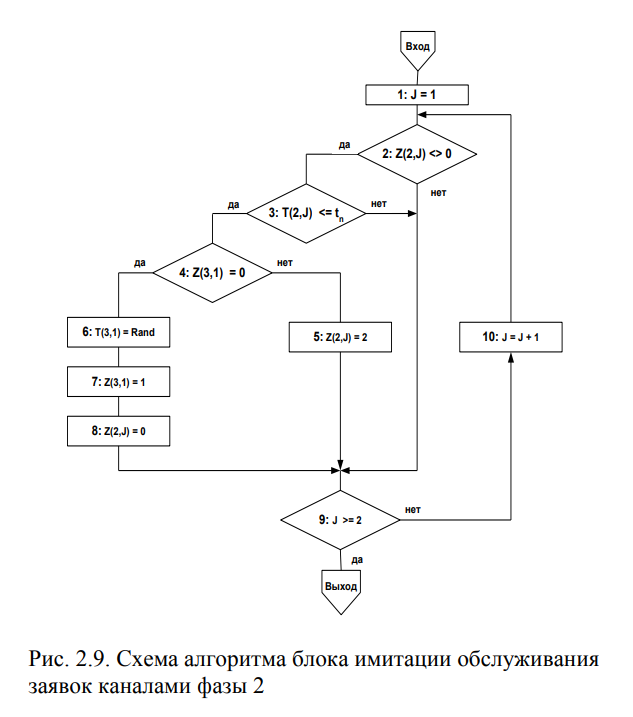 Вход
1: J = 1
да
2: Z(2,J) <> 0
нет
да
3: T(2,J) <= tn
нет
да
4: Z(3,1) = 0
нет
6: T(3,1) = Rand
5: Z(2,J) = 2
10: J = J + 1
7: Z(3,1) = 1
8: Z(2,J) = 0
9: J >= 2
нет
да
Выход
Рис. 2.9. Схема алгоритма блока имитации обслуживания
заявок каналами фазы 2